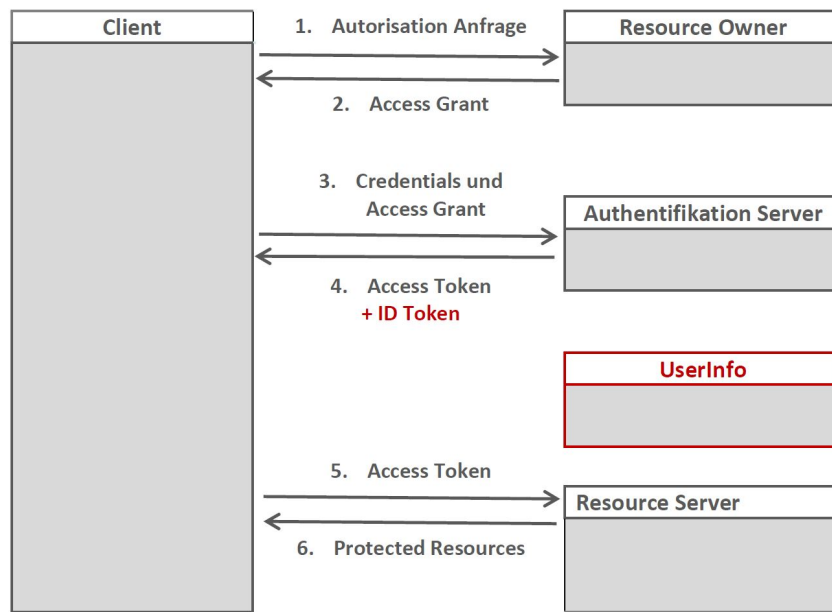 Client
1. Autorisation Anfrage
Resource Owner
2. Access Grant
3. Credentials und
Access Grant
Authentifikation Server
4. Access Token
+ ID Token
UserInfo
5. Access Token
Resource Server
6. Protected Resources